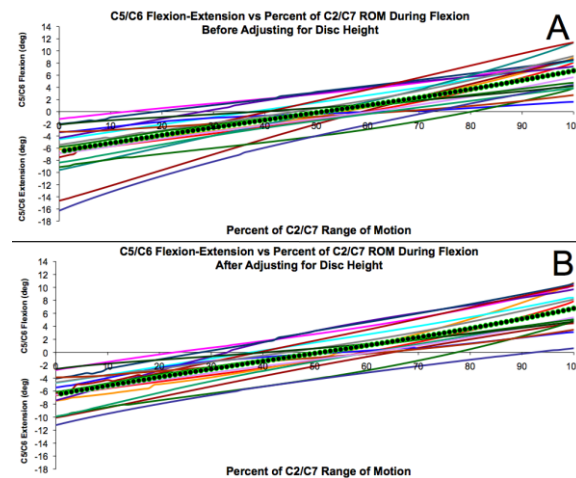 C5/C6 Flexion-Extension vs Percent of C2/C7 ROM During Flexion
Before Adjusting for Disc Height
A
C5/C6 Extension (deg) C5/C6 Flexion (deg)
14
12
10
8
6
4
2
0
-2
-4
-6
-8
-10
-12
-14
-16
-18
0 10 20 30 40 50 60 70 80 90 100
Percent of C2/C7 Range of Motion
C5/C6 Flexion-Extension vs Percent of C2/C7 ROM During Flexion
After Adjusting for Disc Height
B
C5/C6 Extension (deg) C5/C6 Flexion (deg)
14
12
10
8
6
4
2
0
-2
-4
-6
-8
-10
-12
-14
-16
-18
0 10 20 30 40 50 60 70 80 90 100
Percent of C2/C7 Range of Motion